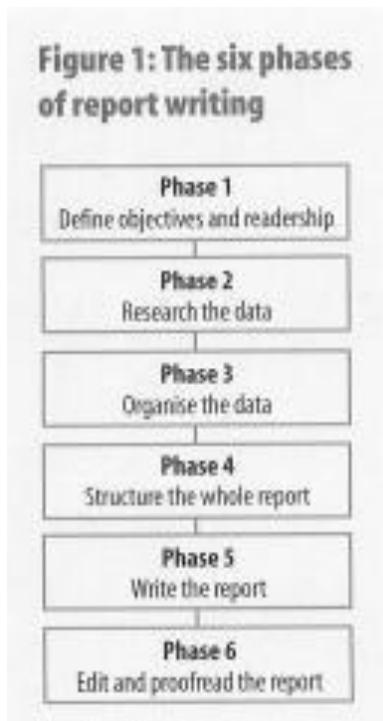 Figure 1: The six phases
of report writing
Phase 1
Define objectives and readership
Phase 2
Research the data
Phase 3
Organise the data
Phase 4
Structure the whole report
Phase 5
Write the report
Phase 6
Edit and proofread the report